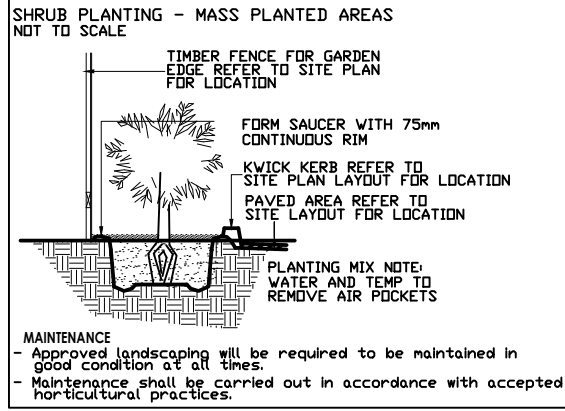 SHRUB PLANTING - MASS PLANTED AREAS
NOT TO SCALE
TIMBER FENCE FOR GARDEN
EDGE REFER TO SITE PLAN
FOR LOCATION
FORM SAUCER WITH 75mm
CONTINUOUS RIM
KWICK KERB REFER TO
SITE PLAN LAYOUT FOR LOCATION
PAVED AREA REFER TO
SITE LAYOUT FOR LOCATION
PLANTING MIX NOTE:
WATER AND TEMP TO
REMOVE AIR POCKETS
MAINTENANCE
- Approved landscaping will be required to be maintained in
good condition at all times.
- Maintenance shall be carried out in accordance with accepted
horticultural practices.